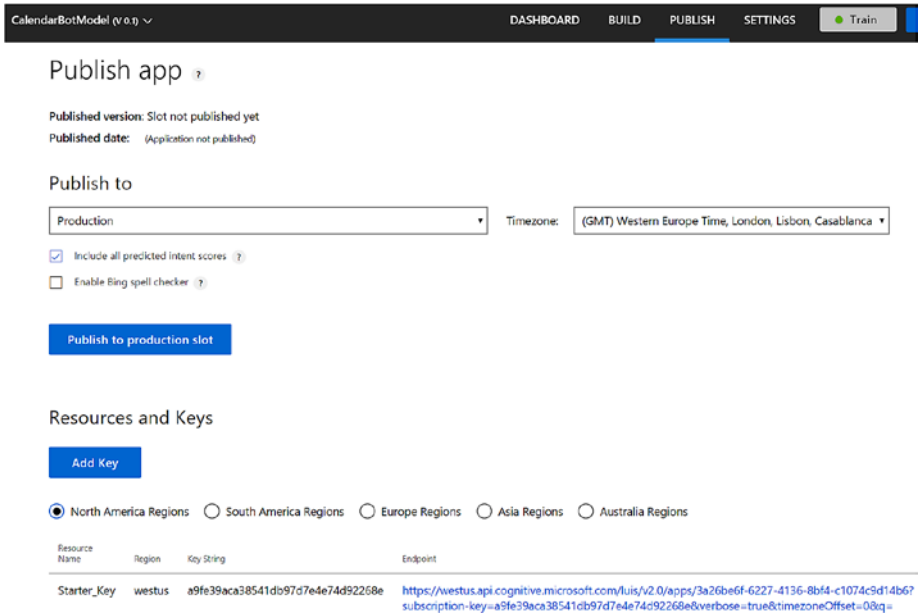 CalendarBotModel (V 0.1)
DASHBOARD BUILD PUBLISH SETTINGS Train
Publish app ?
Published version: Slot not published yet
Published date: (Application not published)
Publish to
Production Timezone: (GMT) Western Europe Time, London, Lisbon, Casablanca
Include all predicted intent scores ?
Enable Bing spell checker ?
Publish to production slot
Resources and Keys
Add Key
North America Regions South America Regions Europe Regions Asia Regions Australia Regions
Resource Name Region Key String Endpoint
Starter_Key westus a9fe39aca38541db97d7e4e74d92268e https://westus.api.cognitive.microsoft.com/luis/v2.0/apps/3a26be6f-6227-4136-8bf4-c1074c9d14b6?
subscription-key=a9fe39aca38541db97d7e4e74d92268e&verbose=true&timezoneOffset=0&q=